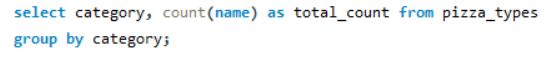 select category, count(name) as total_count from pizza_types
group by category;